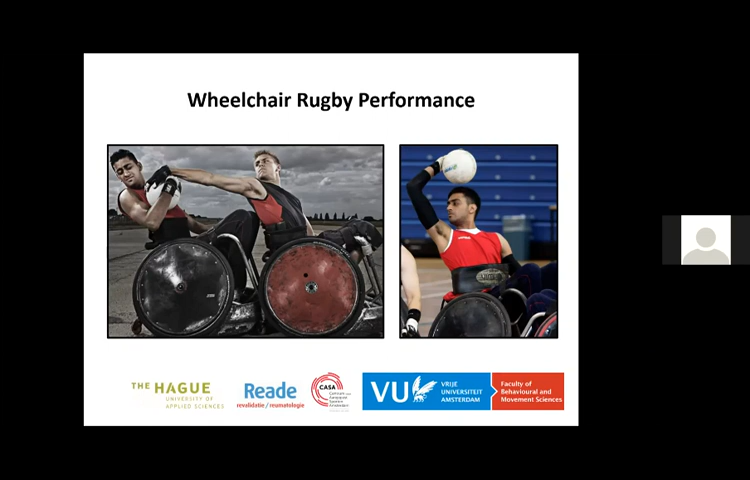 Wheelchair Rugby Performance
THE HAGUE
UNIVERSITY OF
APPLIED SCIENCES
Reade
revalidatie / reumatologie
CASA
VU
VRIJE
UNIVERSITEIT
AMSTERDAM
Faculty of
Behavioural and
Movement Sciences